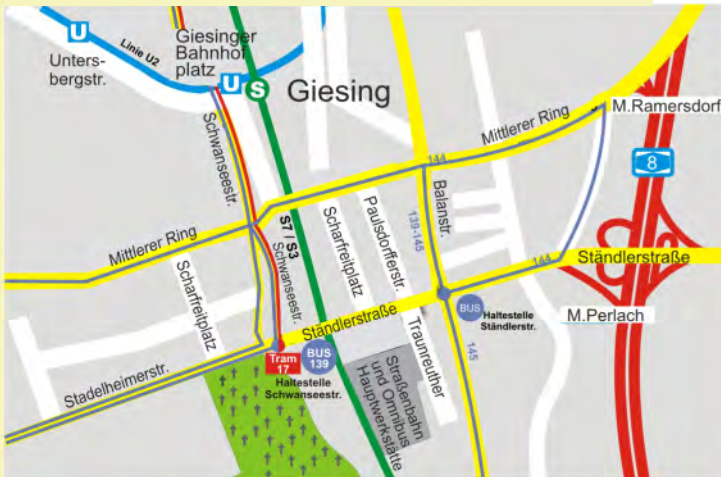 U
Unters-
bergstr.
Linie U2
Giesinger
Bahnhof
platz
U
S
Giesing
M.Ramersdorf
Mittlerer Ring
8
144
Schwanseestr.
Balanstr.
139-145
Paulsdorfferstr.
Scharfreitplatz
S7 / S3
Schwanseestr.
Mittlerer Ring
Scharfreitplatz
144
Ständlerstraße
Ständlerstraße
BUS
Haltestelle
Ständlerstr.
M.Perlach
Traunreuther
145
Tram
17
BUS
139
Haltestelle
Schwanseestr.
Stadelheimerstr.
Straßenbahn
und Omnibus
Hauptwerkstätte